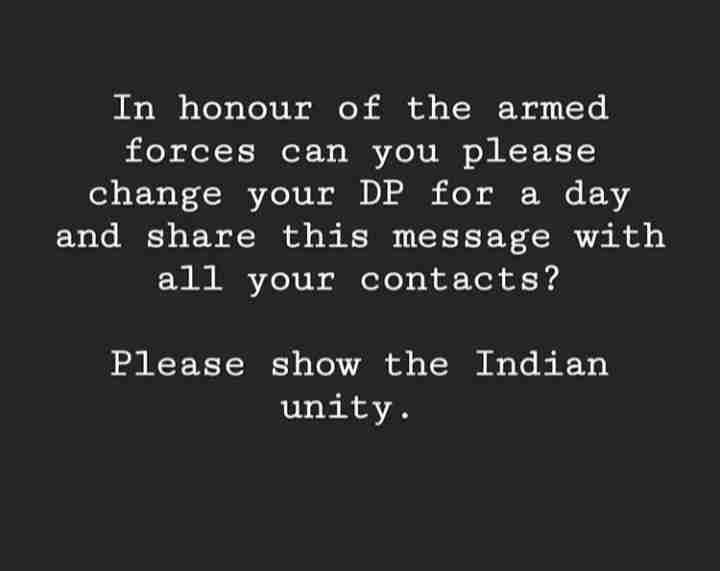 In honour of the armed
forces can you please
change your DP for a day
and share this message with
all your contacts?
Please show the Indian
unity.